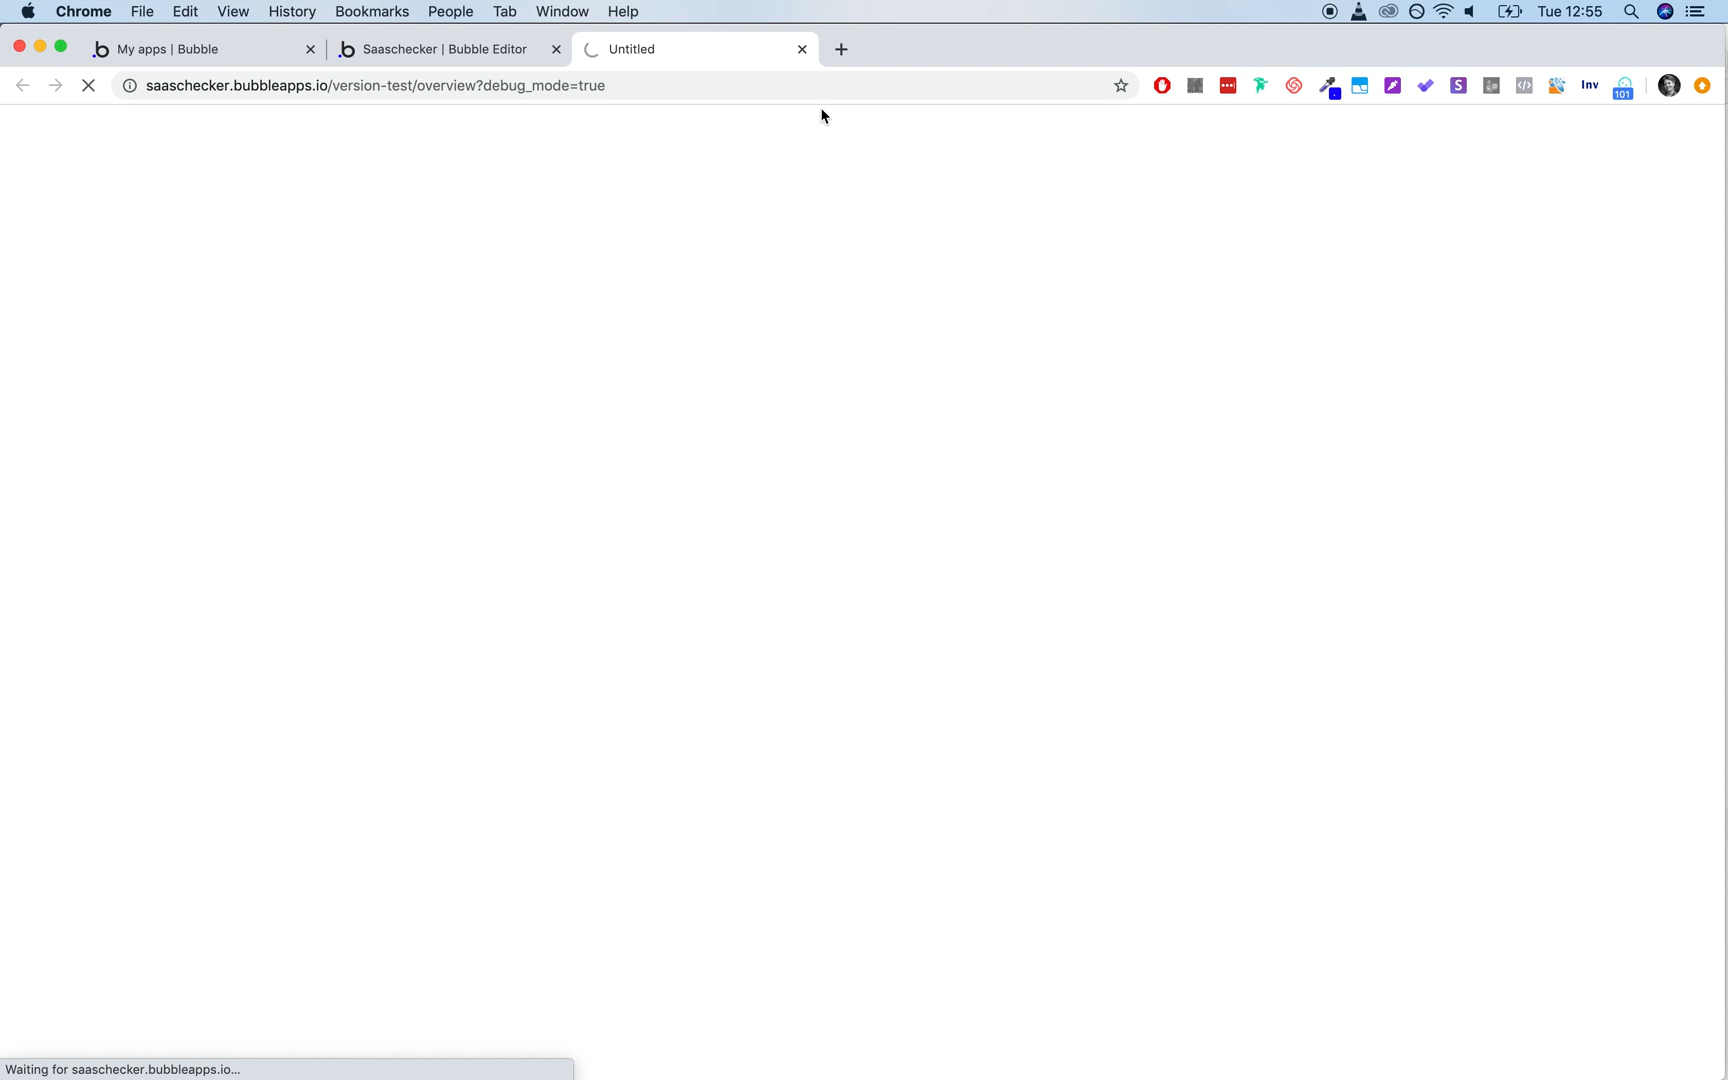 Chrome File Edit View History Bookmarks People Tab Window Help Tue 12:55
My apps | Bubble Saaschecker | Bubble Editor Untitled
saaschecker.bubbleapps.io/version-test/overview?debug_mode=true S Inv 101
Waiting for saaschecker.bubbleapps.io...